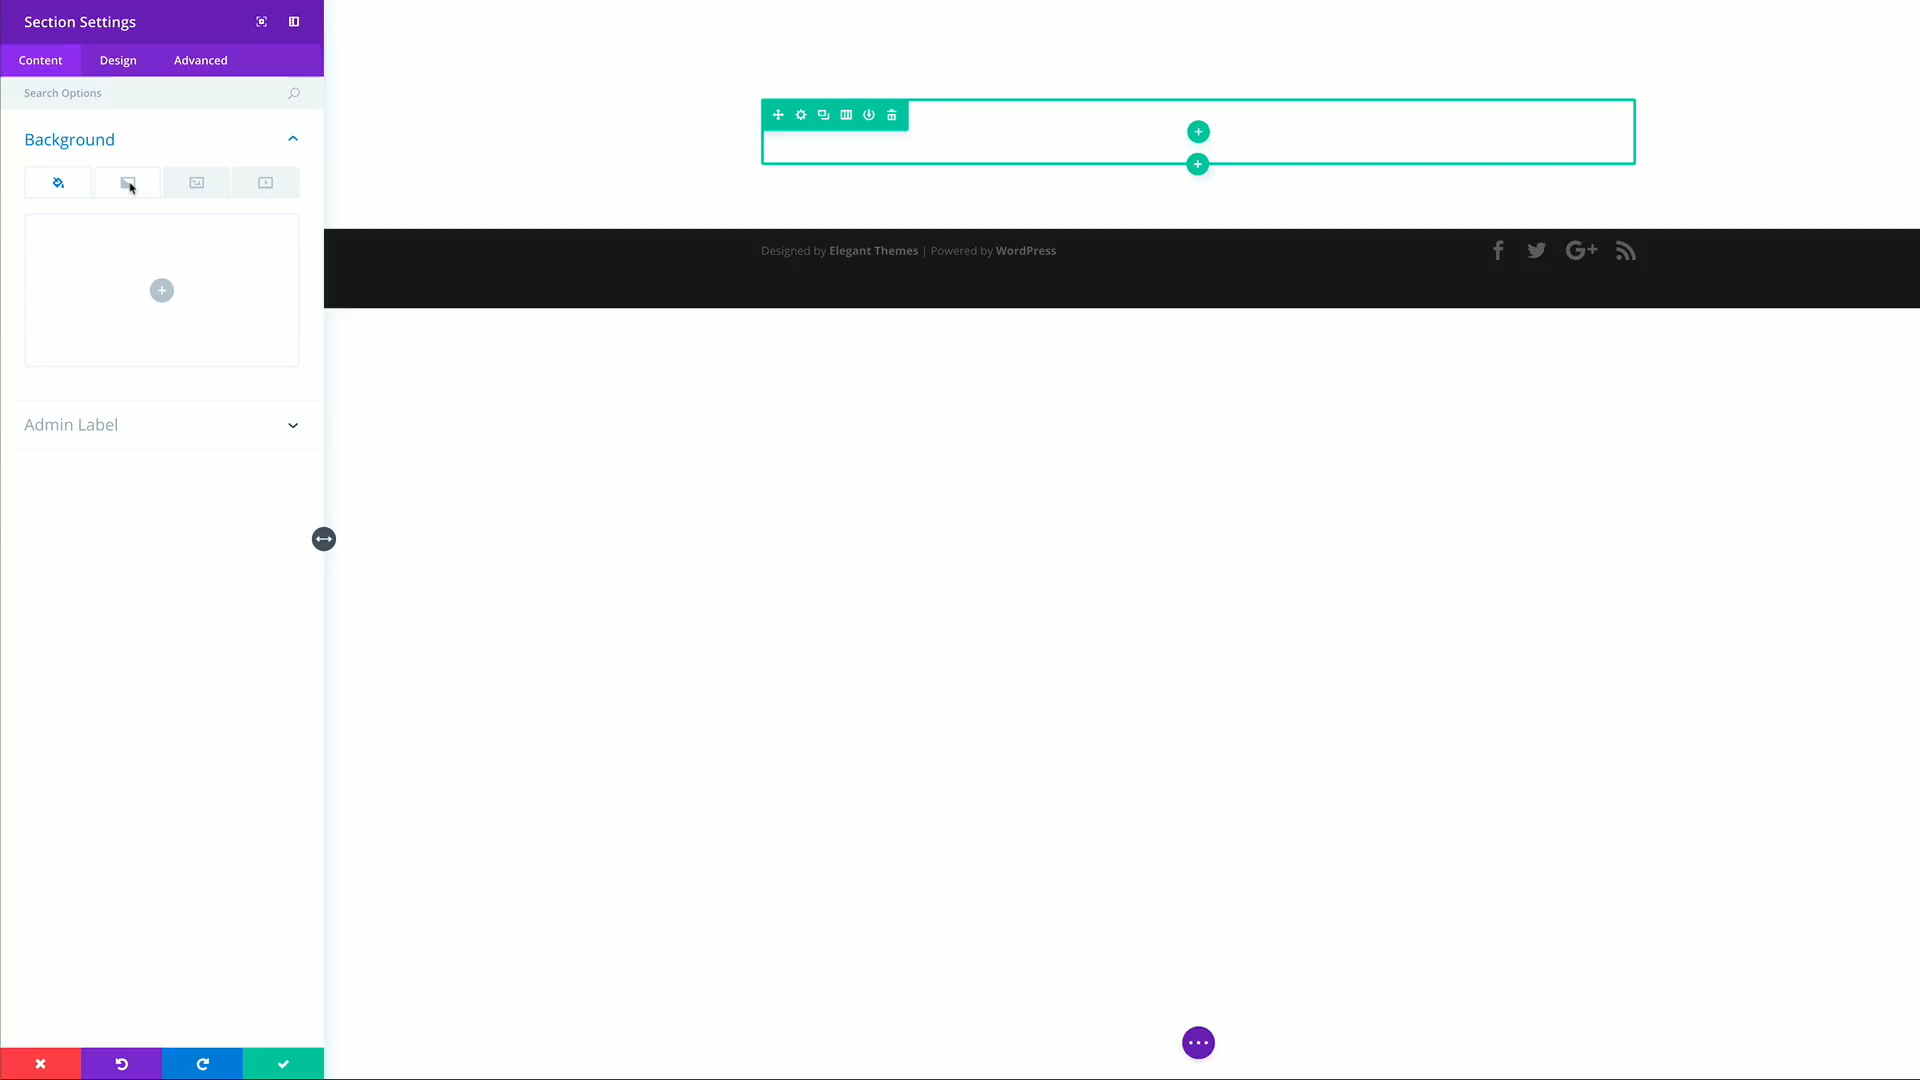 Section Settings
Content Design Advanced
Search Options
Background
Admin Label
Designed by Elegant Themes | Powered by WordPress